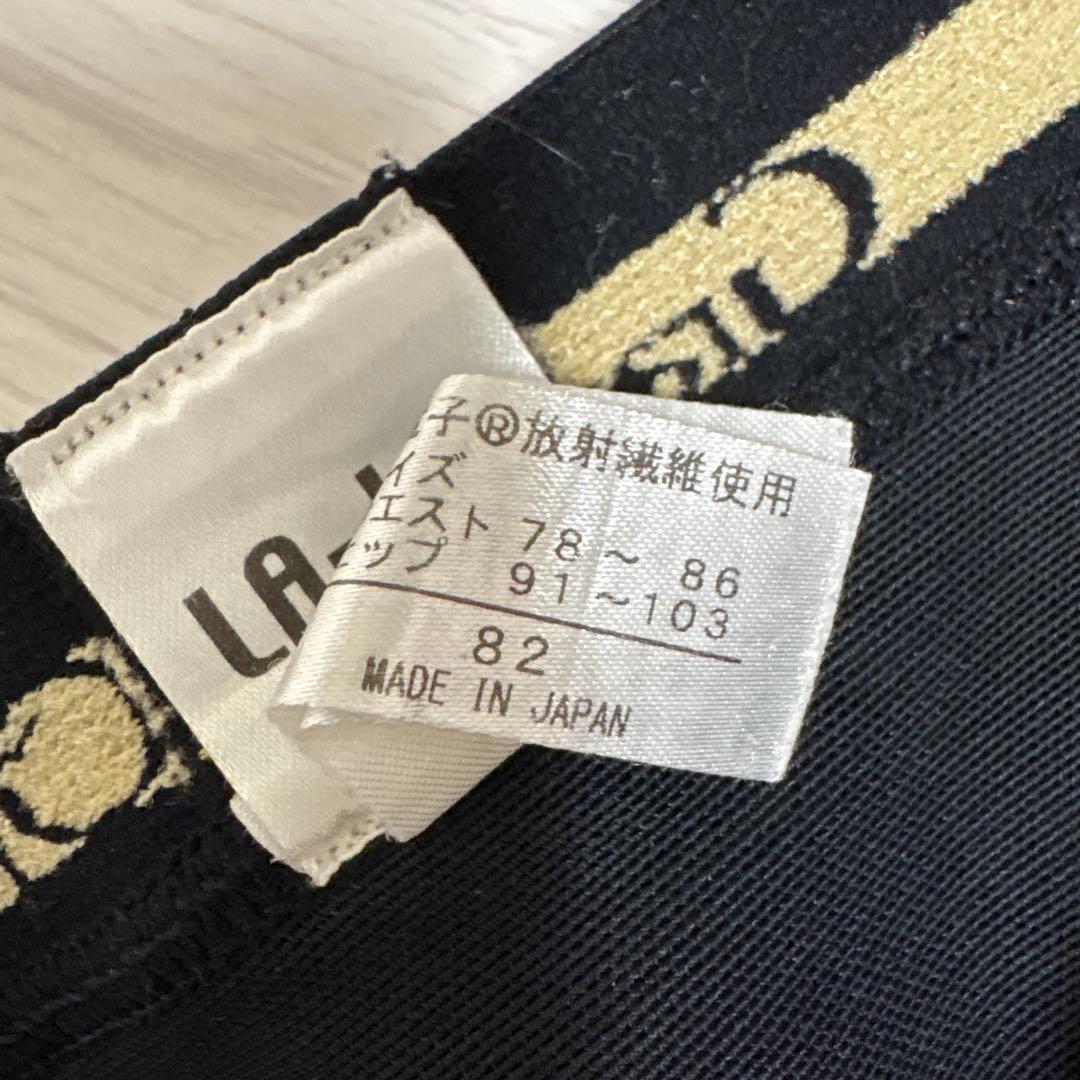 子®放射繊維使用
イズ
エスト 78～ 86
ップ 91～103
82
MADE IN JAPAN
LA-